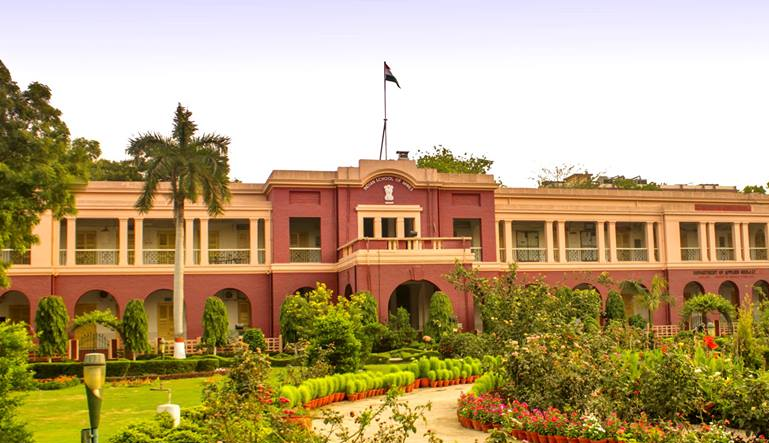 INDIAN SCHOOL OF MINES
DEPARTMENT OF APPLIED GEOLOGY